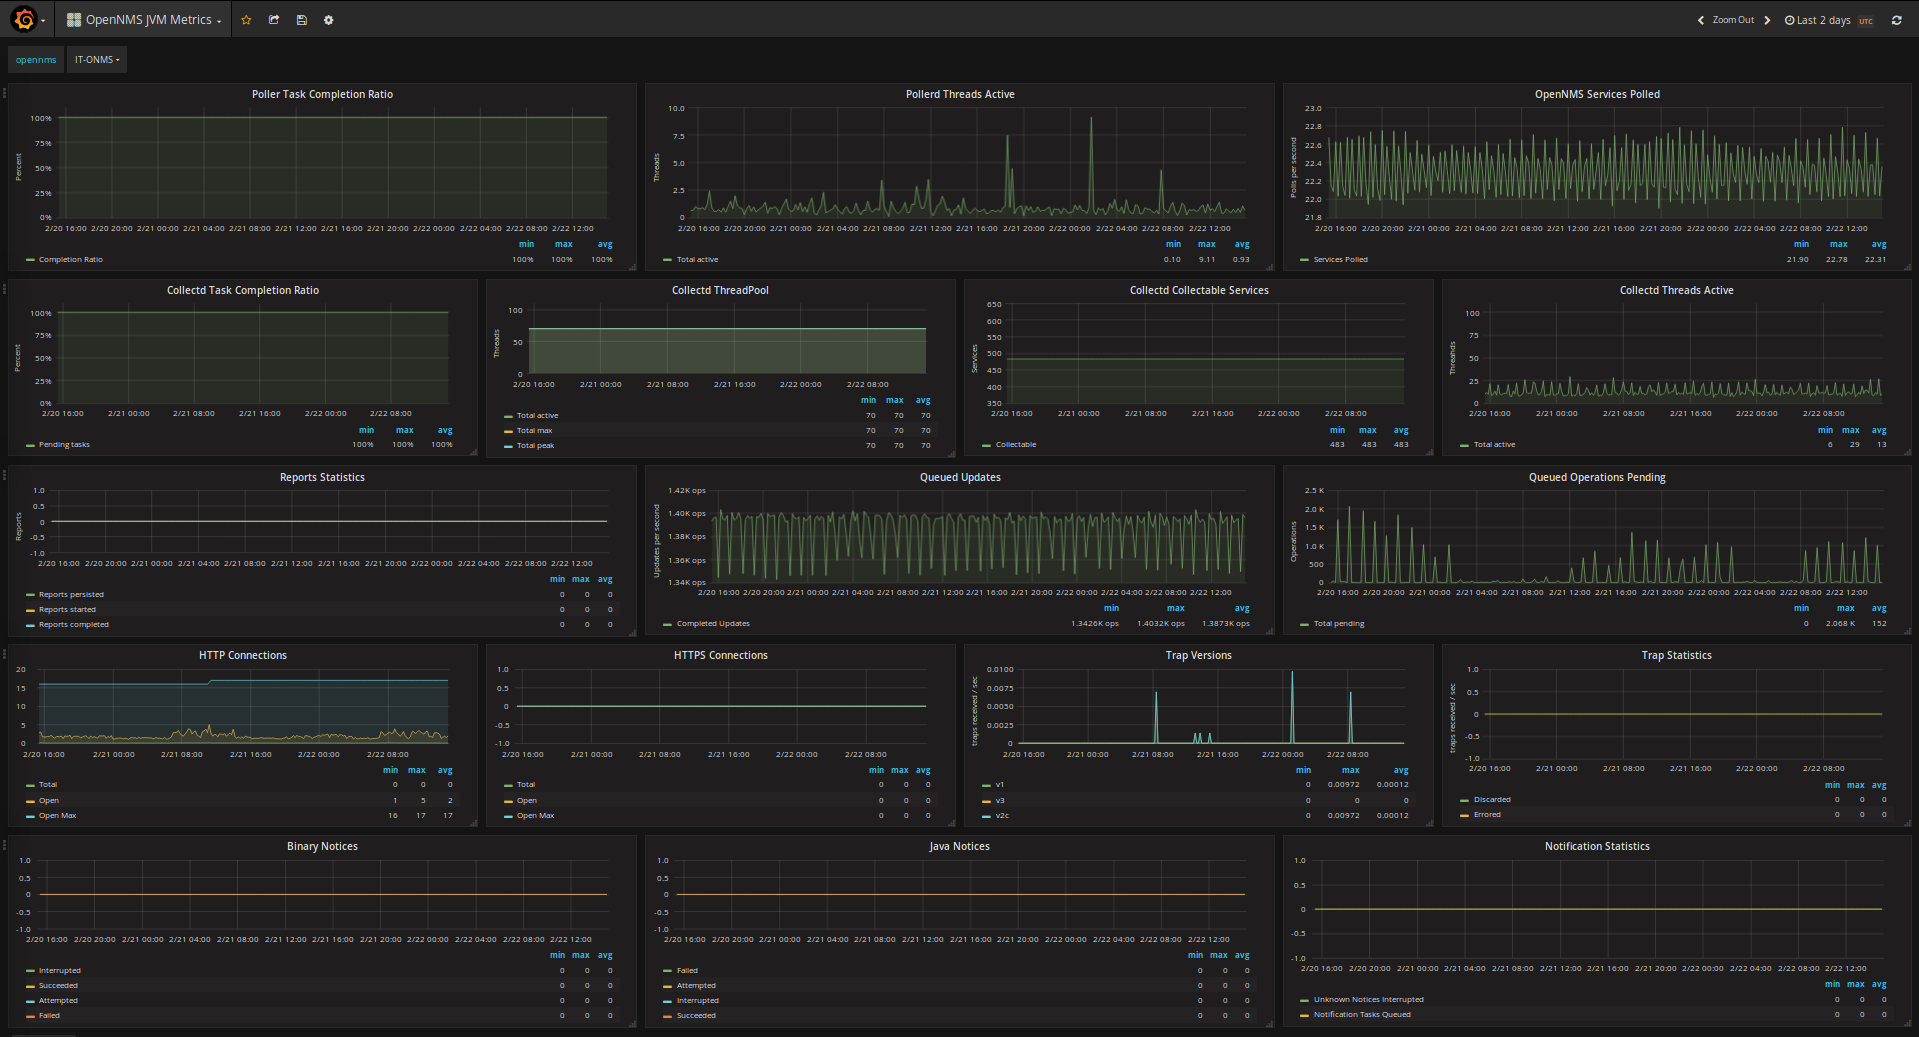 OpenNMS JVM Metrics
Zoom Out
Last 2 days UTC
opennms
IT-ONMS
Poller Task Completion Ratio
Percent
100%
75%
50%
25%
0%
2/20 16:00 2/20 20:00 2/21 00:00 2/21 04:00 2/21 08:00 2/21 12:00 2/21 16:00 2/21 20:00 2/22 00:00 2/22 04:00 2/22 08:00 2/22 12:00
min max avg
Completion Ratio 100% 100% 100%
Pollerd Threads Active
Threads
10.0
7.5
5.0
2.5
0
2/20 16:00 2/20 20:00 2/21 00:00 2/21 04:00 2/21 08:00 2/21 12:00 2/21 16:00 2/21 20:00 2/22 00:00 2/22 04:00 2/22 08:00 2/22 12:00
min max avg
Total active 0.10 9.11 0.93
OpenNMS Services Polled
Polls per second
23.0
22.8
22.6
22.4
22.2
22.0
21.8
2/20 16:00 2/20 20:00 2/21 00:00 2/21 04:00 2/21 08:00 2/21 12:00 2/21 16:00 2/21 20:00 2/22 00:00 2/22 04:00 2/22 08:00 2/22 12:00
min max avg
Services Polled 21.90 22.78 22.31
Collectd Task Completion Ratio
Percent
100%
75%
50%
25%
0%
2/20 16:00 2/21 00:00 2/21 08:00 2/21 16:00 2/22 00:00 2/22 08:00
min max avg
Pending tasks 100% 100% 100%
Collectd ThreadPool
Threads
100
50
0
2/20 16:00 2/21 00:00 2/21 08:00 2/21 16:00 2/22 00:00 2/22 08:00
min max avg
Total active 70 70 70
Total max 70 70 70
Total peak 70 70 70
Collectd Collectable Services
Services
650
600
550
500
450
400
350
2/20 16:00 2/21 00:00 2/21 08:00 2/21 16:00 2/22 00:00 2/22 08:00
min max avg
Collectable 483 483 483
Collectd Threads Active
Threahds
100
75
50
25
0
2/20 16:00 2/21 00:00 2/21 08:00 2/21 16:00 2/22 00:00 2/22 08:00
min max avg
Total active 6 29 13
Reports Statistics
Reports
1.0
0.5
0
-0.5
-1.0
2/20 16:00 2/20 20:00 2/21 00:00 2/21 04:00 2/21 08:00 2/21 12:00 2/21 16:00 2/21 20:00 2/22 00:00 2/22 04:00 2/22 08:00 2/22 12:00
min max avg
Reports persisted 0 0 0
Reports started 0 0 0
Reports completed 0 0 0
Queued Updates
Updates per second
1.42K ops
1.40K ops
1.38K ops
1.36K ops
1.34K ops
2/20 16:00 2/20 20:00 2/21 00:00 2/21 04:00 2/21 08:00 2/21 12:00 2/21 16:00 2/21 20:00 2/22 00:00 2/22 04:00 2/22 08:00 2/22 12:00
min max avg
Completed Updates 1.3426K ops 1.4032K ops 1.3873K ops
Queued Operations Pending
Operations
2.5 K
2.0 K
1.5 K
1.0 K
500
0
2/20 16:00 2/20 20:00 2/21 00:00 2/21 04:00 2/21 08:00 2/21 12:00 2/21 16:00 2/21 20:00 2/22 00:00 2/22 04:00 2/22 08:00 2/22 12:00
min max avg
Total pending 0 2.068 K 152
HTTP Connections
20
15
10
5
0
2/20 16:00 2/21 00:00 2/21 08:00 2/21 16:00 2/22 00:00 2/22 08:00
min max avg
Total 0 0 0
Open 1 5 2
Open Max 16 17 17
HTTPS Connections
1.0
0.5
0
-0.5
-1.0
2/20 16:00 2/21 00:00 2/21 08:00 2/21 16:00 2/22 00:00 2/22 08:00
min max avg
Total 0 0 0
Open 0 0 0
Open Max 0 0 0
Trap Versions
traps received / sec
0.0100
0.0075
0.0050
0.0025
0
2/20 16:00 2/21 00:00 2/21 08:00 2/21 16:00 2/22 00:00 2/22 08:00
min max avg
v1 0 0.00972 0.00012
v3 0 0 0
v2c 0 0.00972 0.00012
Trap Statistics
traps received / sec
1.0
0.5
0
-0.5
-1.0
2/20 16:00 2/21 00:00 2/21 08:00 2/21 16:00 2/22 00:00 2/22 08:00
min max avg
Discarded 0 0 0
Errored 0 0 0
Binary Notices
1.0
0.5
0
-0.5
-1.0
2/20 16:00 2/20 20:00 2/21 00:00 2/21 04:00 2/21 08:00 2/21 12:00 2/21 16:00 2/21 20:00 2/22 00:00 2/22 04:00 2/22 08:00 2/22 12:00
min max avg
Interrupted 0 0 0
Succeeded 0 0 0
Attempted 0 0 0
Failed 0 0 0
Java Notices
1.0
0.5
0
-0.5
-1.0
2/20 16:00 2/20 20:00 2/21 00:00 2/21 04:00 2/21 08:00 2/21 12:00 2/21 16:00 2/21 20:00 2/22 00:00 2/22 04:00 2/22 08:00 2/22 12:00
min max avg
Failed 0 0 0
Attempted 0 0 0
Interrupted 0 0 0
Succeeded 0 0 0
Notification Statistics
1.0
0.5
0
-0.5
-1.0
2/20 16:00 2/20 20:00 2/21 00:00 2/21 04:00 2/21 08:00 2/21 12:00 2/21 16:00 2/21 20:00 2/22 00:00 2/22 04:00 2/22 08:00 2/22 12:00
min max avg
Unknown Notices Interrupted 0 0 0
Notification Tasks Queued 0 0 0